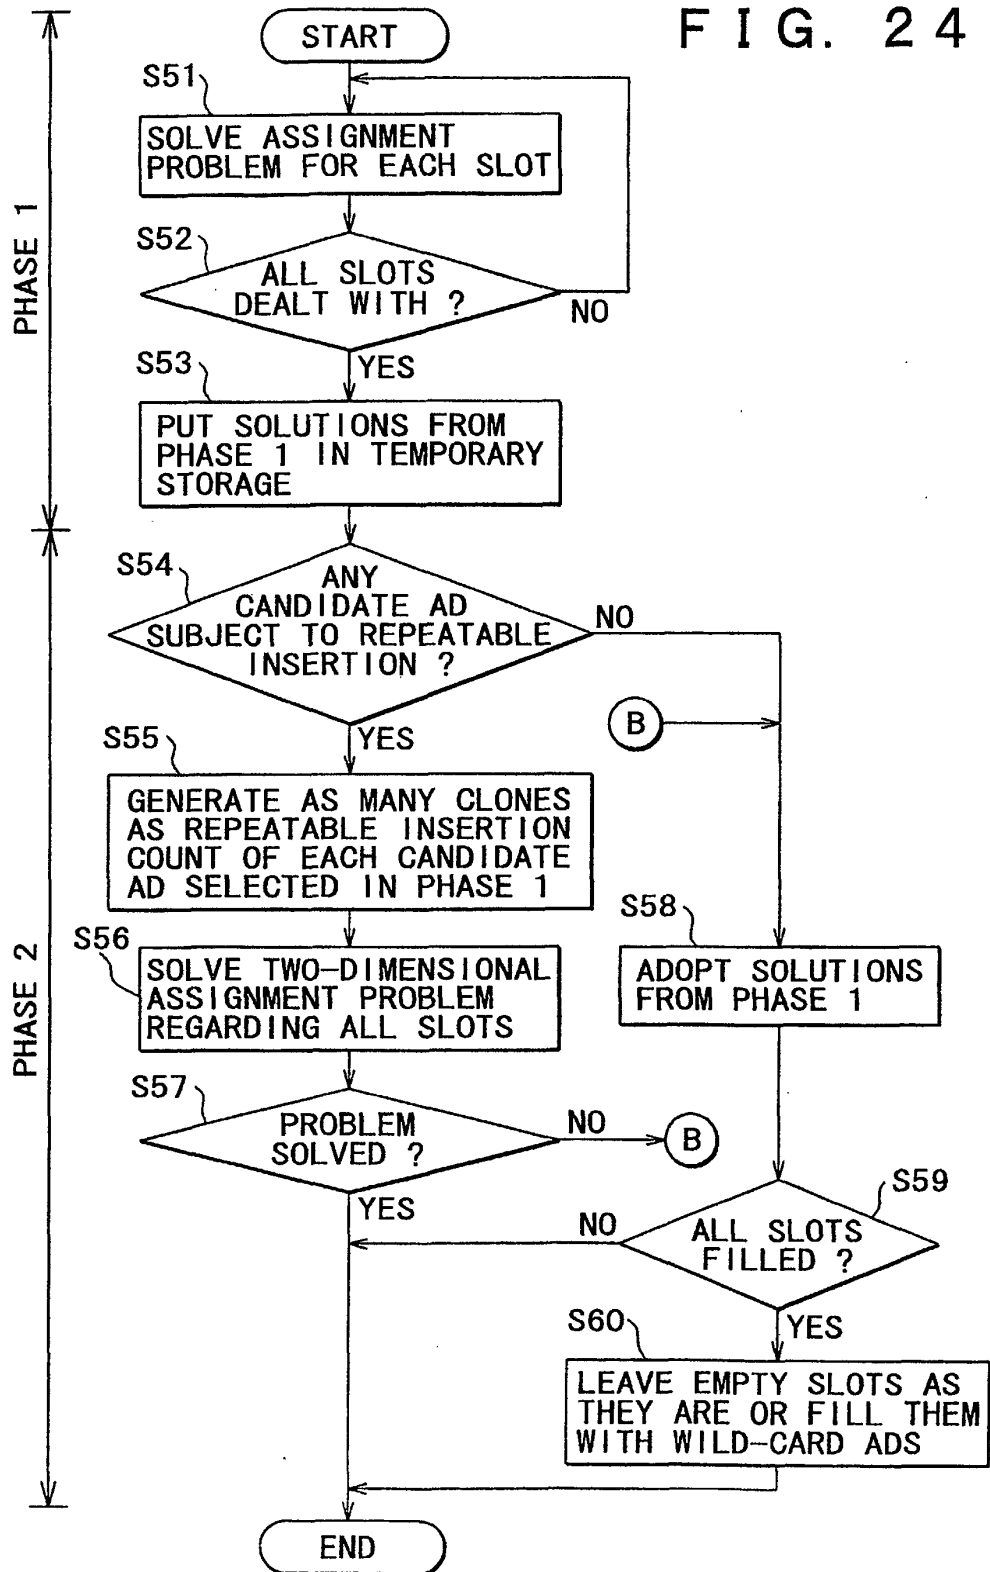 FIG. 24
START
S51
SOLVE ASSIGNMENT
PROBLEM FOR EACH SLOT
PHASE 1
S52
ALL SLOTS
DEALT WITH ?
NO
YES
S53
PUT SOLUTIONS FROM
PHASE 1 IN TEMPORARY
STORAGE
S54
ANY
CANDIDATE AD
SUBJECT TO REPEATABLE
INSERTION ?
NO
B
YES
S55
GENERATE AS MANY CLONES
AS REPEATABLE INSERTION
COUNT OF EACH CANDIDATE
AD SELECTED IN PHASE 1
PHASE 2
S56
SOLVE TWO-DIMENSIONAL
ASSIGNMENT PROBLEM
REGARDING ALL SLOTS
S58
ADOPT SOLUTIONS
FROM PHASE 1
S57
PROBLEM
SOLVED ?
NO
B
YES
S59
ALL SLOTS
FILLED ?
NO
YES
S60
LEAVE EMPTY SLOTS AS
THEY ARE OR FILL THEM
WITH WILD-CARD ADS
END